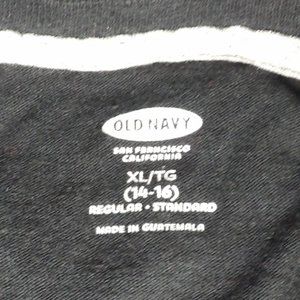 OLD NAVY
SAN FRANCISCO
CALIFORNIA
XL/TG
(14-16)
REGULAR • STANDARD
MADE IN GUATEMALA